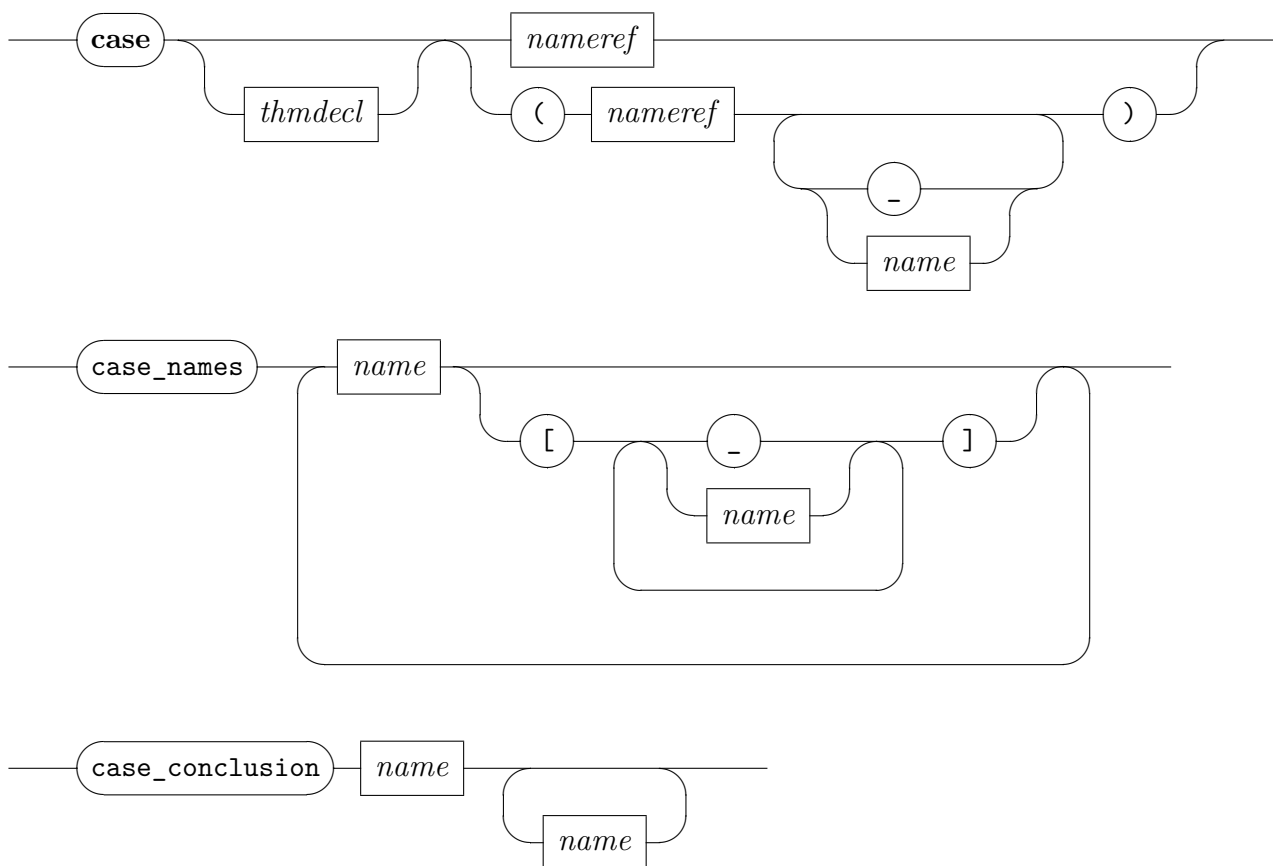 case nameref
thmdecl ( nameref )
_
name
case_names name
[ _ ]
name
case_conclusion name
name